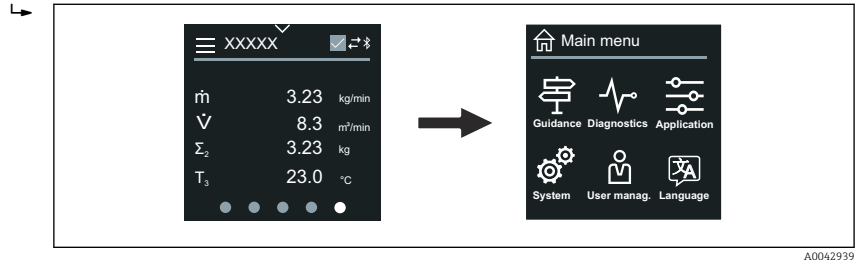 XXXXX
ṁ 3.23 kg/min
V̇ 8.3 m³/min
Σ₂ 3.23 kg
T₃ 23.0 °C
Main menu
Guidance Diagnostics Application
System User manag. Language
A0042939